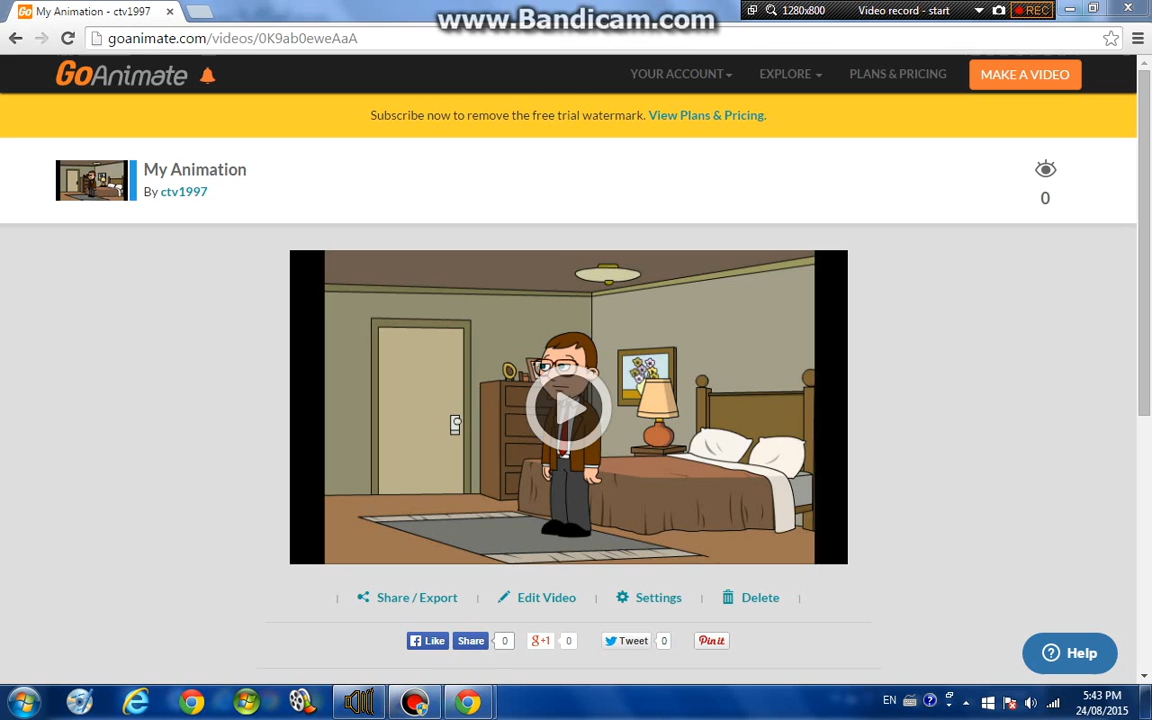 My Animation - ctv1997
www.Bandicam.com
1280x800
Video record - start
REC
goanimate.com/videos/0K9ab0eweAaA
GoAnimate
YOUR ACCOUNT
EXPLORE
PLANS & PRICING
MAKE A VIDEO
Subscribe now to remove the free trial watermark. View Plans & Pricing.
My Animation
By ctv1997
0
Share / Export
Edit Video
Settings
Delete
Like
Share
0
g+1
0
Tweet
0
Pin it
Help
EN
5:43 PM
24/08/2015